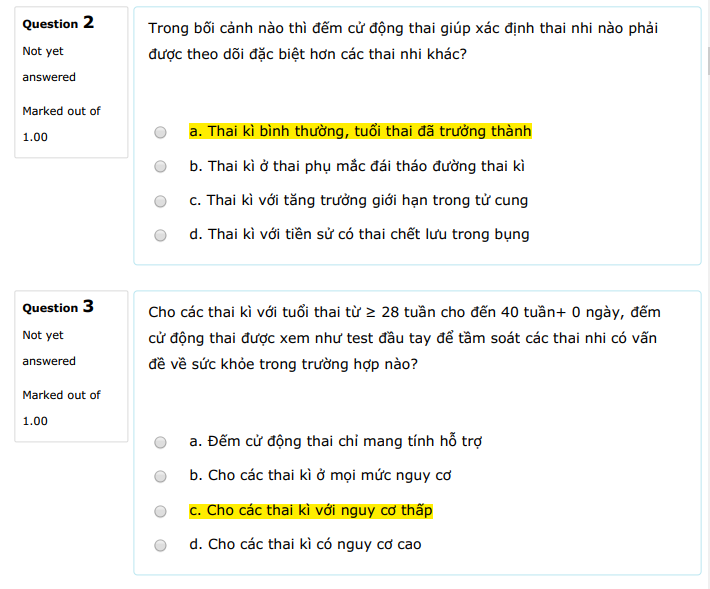 Question 2
Not yet
answered
Marked out of
1.00
Trong bối cảnh nào thì đếm cử động thai giúp xác định thai nhi nào phải
được theo dõi đặc biệt hơn các thai nhi khác?
a. Thai kì bình thường, tuổi thai đã trưởng thành
b. Thai kì ở thai phụ mắc đái tháo đường thai kì
c. Thai kì với tăng trưởng giới hạn trong tử cung
d. Thai kì với tiền sử có thai chết lưu trong bụng
Question 3
Not yet
answered
Marked out of
1.00
Cho các thai kì với tuổi thai từ ≥ 28 tuần cho đến 40 tuần+ 0 ngày, đếm
cử động thai được xem như test đầu tay để tầm soát các thai nhi có vấn
đề về sức khỏe trong trường hợp nào?
a. Đếm cử động thai chỉ mang tính hỗ trợ
b. Cho các thai kì ở mọi mức nguy cơ
c. Cho các thai kì với nguy cơ thấp
d. Cho các thai kì có nguy cơ cao